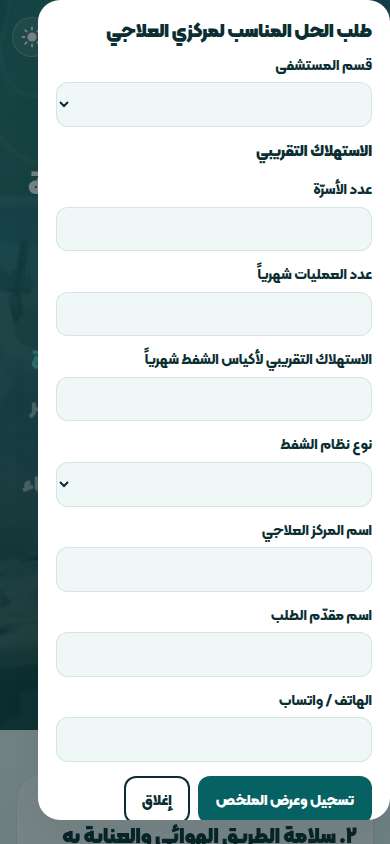 طلب الحل المناسب لمركزي العلاجي
قسم المستشفى
الاستهلاك التقريبي
عدد الأسرّة
عدد العمليات شهرياً
الاستهلاك التقريبي لأكياس الشفط شهرياً
نوع نظام الشفط
اسم المركز العلاجي
اسم مقدّم الطلب
الهاتف / واتساب
تسجيل وعرض الملخص
إغلاق
٢. سلامة الطريق الهوائي والعناية به